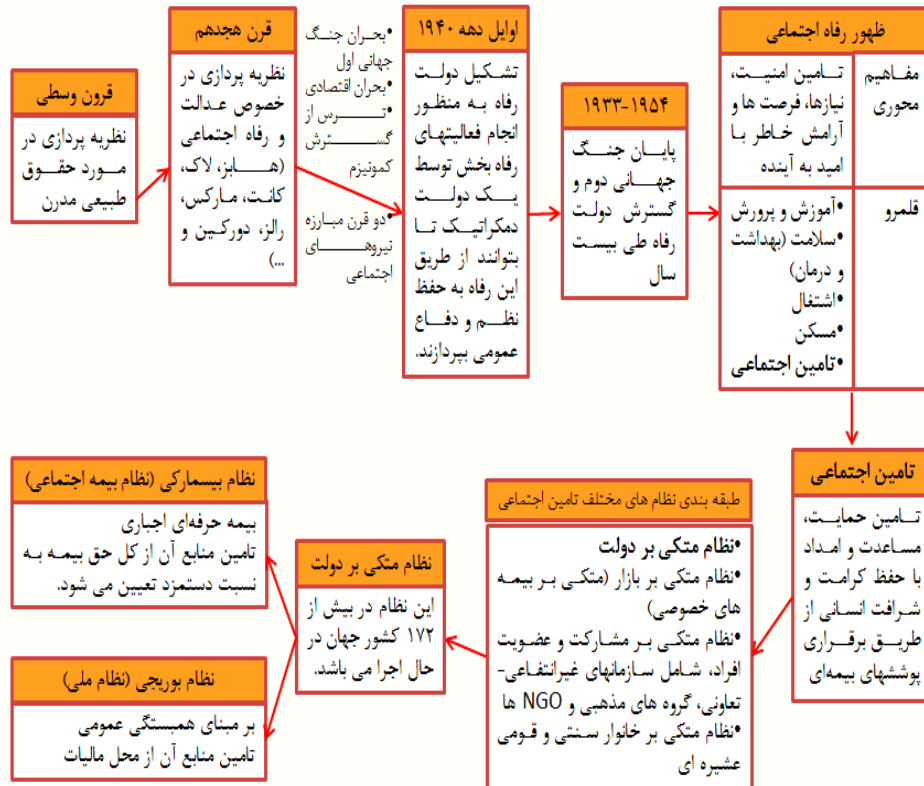 قرون وسطی
نظریه پردازی در
مورد حقوق
طبیعی مدرن
قرن هجدهم
نظریه پردازی در
خصوص عدالت
و رفاه اجتماعی
(هابز، لاک،
کانت، مارکس،
رالز، دورکین و
...)
•بحران جنگ
جهانی اول
•بحران اقتصادی
•ترس از
گسترش
کمونیزم
•دو قرن مبارزه
نیروهای
اجتماعی
اوایل دهه ۱۹۴۰
تشکیل دولت
رفاه به منظور
انجام فعالیتهای
رفاه بخش توسط
یک دولت
دمکراتیک تا
بتوانند از طریق
این رفاه به حفظ
نظم و دفاع
عمومی بپردازند.
۱۹۳۳-۱۹۵۴
پایان جنگ
جهانی دوم و
گسترش دولت
رفاه طی بیست
سال
ظهور رفاه اجتماعی
مفاهیم
محوری
تامین امنیت،
نیازها، فرصت ها و
آرامش خاطر با
امید به آینده
قلمرو
•آموزش و پرورش
•سلامت (بهداشت
و درمان)
•اشتغال
•مسکن
•تامین اجتماعی
تامین اجتماعی
تامین حمایت،
مساعدت و امداد
با حفظ کرامت و
شرافت انسانی از
طریق برقراری
پوششهای بیمه‌ای
طبقه بندی نظام های مختلف تامین اجتماعی
•نظام متکی بر دولت
•نظام متکی بر بازار (متکی بر بیمه
های خصوصی)
•نظام متکی بر مشارکت و عضویت
افراد، شامل سازمانهای غیرانتفاعی-
تعاونی، گروه های مذهبی و NGO ها
•نظام متکی بر خانوار سنتی و قومی
عشیره ای
نظام متکی بر دولت
این نظام در بیش از
۱۷۲ کشور جهان در
حال اجرا می باشد.
نظام بیسمارکی (نظام بیمه اجتماعی)
بیمه حرفه‌ای اجباری
تامین منابع آن از کل حق بیمه به
نسبت دستمزد تعیین می شود.
نظام بوریجی (نظام ملی)
بر مبنای همبستگی عمومی
تامین منابع آن از محل مالیات